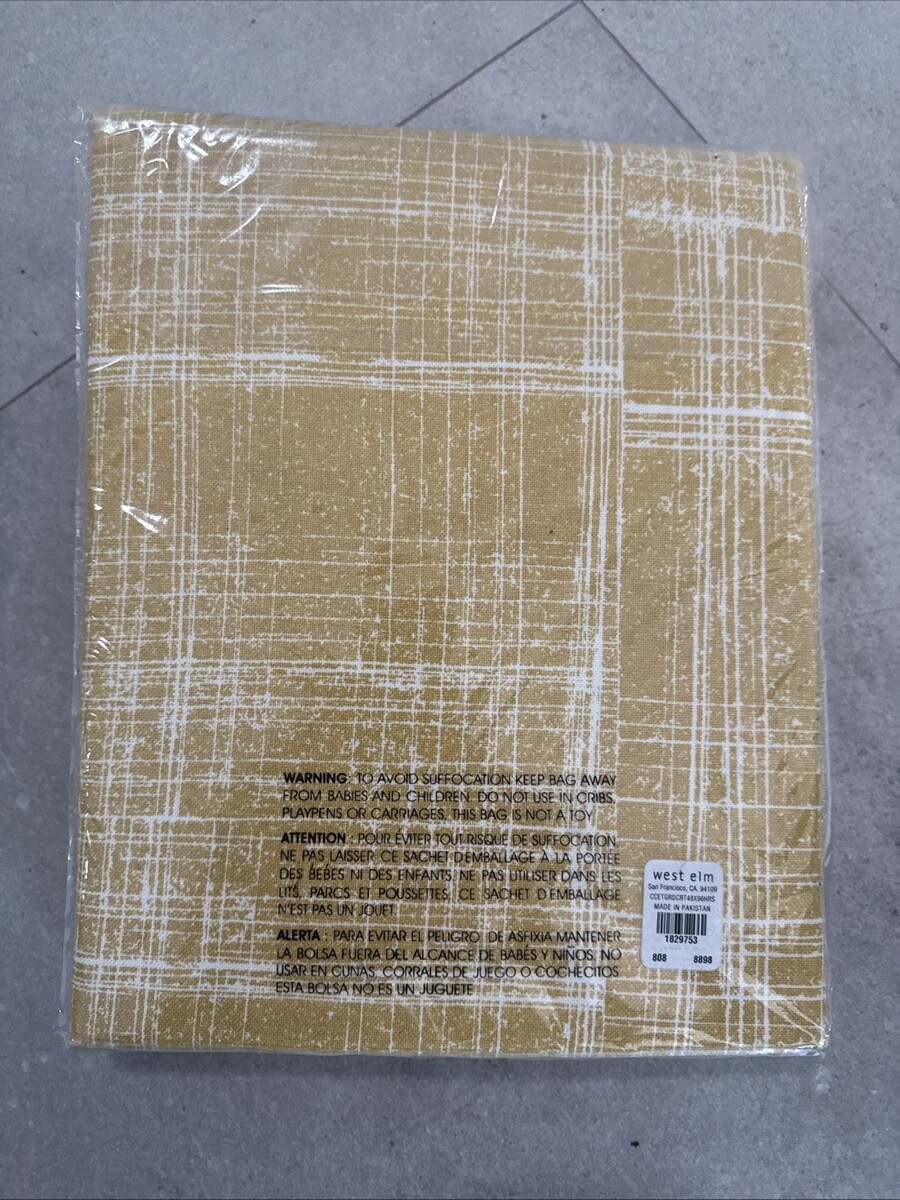 WARNING: TO AVOID SUFFOCATION KEEP BAG AWAY
FROM BABIES AND CHILDREN. DO NOT USE IN CRIBS,
PLAYPENS OR CARRIAGES, THIS BAG IS NOT A TOY
ATTENTION : POUR ÉVITER TOUT RISQUE DE SUFFOCATION,
NE PAS LAISSER CE SACHET D'EMBALLAGE À LA PORTÉE
DES BÉBÉS NI DES ENFANTS. NE PAS UTILISER DANS LES
LITS, PARCS ET POUSSETTES. CE SACHET D'EMBALLAGE
N'EST PAS UN JOUET
ALERTA : PARA EVITAR EL PELIGRO DE ASFIXIA MANTENER
LA BOLSA FUERA DEL ALCANCE DE BABÉS Y NIÑOS. NO
USAR EN CUNAS, CORRALES DE JUEGO O COCHECITOS
ESTA BOLSA NO ES UN JUGUETE
west elm
San Francisco, CA. 94109
CCETGRDCRT48X96HRS
MADE IN PAKISTAN
1829753
808 8898